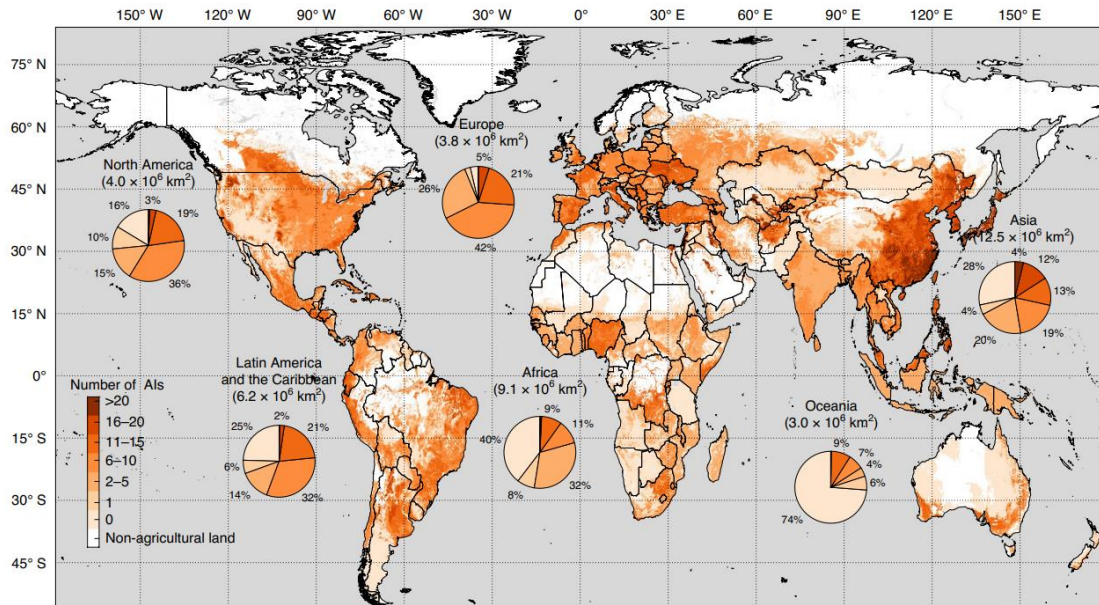 150° W 120° W 90° W 60° W 30° W 0° 30° E 60° E 90° E 120° E 150° E
75° N
60° N
45° N
30° N
15° N
0°
15° S
30° S
45° S
North America
(4.0 × 10⁶ km²)
3%
19%
36%
15%
10%
16%
Europe
(3.8 × 10⁶ km²)
5%
21%
42%
26%
Asia
(12.5 × 10⁶ km²)
4%
12%
13%
19%
20%
4%
28%
Latin America
and the Caribbean
(6.2 × 10⁶ km²)
2%
21%
32%
14%
6%
25%
Africa
(9.1 × 10⁶ km²)
9%
11%
32%
8%
40%
Oceania
(3.0 × 10⁶ km²)
9%
7%
4%
6%
74%
Number of AIs
>20
16–20
11–15
6–10
2–5
1
0
Non-agricultural land